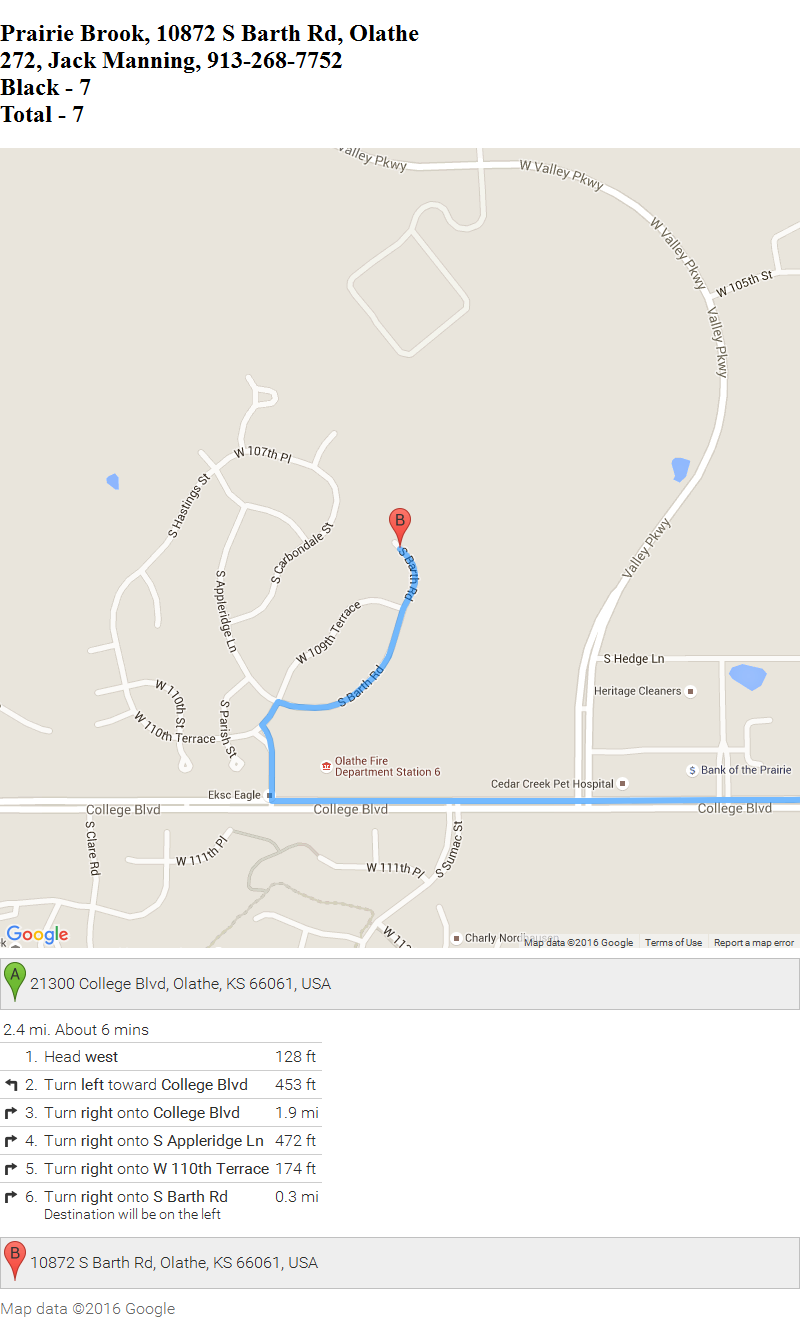 Prairie Brook, 10872 S Barth Rd, Olathe
272, Jack Manning, 913-268-7752
Black - 7
Total - 7
Valley Pkwy
W Valley Pkwy
W Valley Pkwy
W 105th St
Valley Pkwy
W 107th Pl
S Hastings St
B
S Carbondale St
S Barth Rd
Valley Pkwy
S Appleridge Ln
W 109th Terrace
S Hedge Ln
S Barth Rd
Heritage Cleaners
W 110th St
S Parish St
W 110th Terrace
Olathe Fire
Department Station 6
Bank of the Prairie
Cedar Creek Pet Hospital
Eksc Eagle
College Blvd
College Blvd
College Blvd
S Clare Rd
W 111th Pl
S Sumac St
W 111th Pl
Google
Charly Nordhausen
Map data ©2016 Google Terms of Use Report a map error
A 21300 College Blvd, Olathe, KS 66061, USA
2.4 mi. About 6 mins
1. Head west 128 ft
2. Turn left toward College Blvd 453 ft
3. Turn right onto College Blvd 1.9 mi
4. Turn right onto S Appleridge Ln 472 ft
5. Turn right onto W 110th Terrace 174 ft
6. Turn right onto S Barth Rd 0.3 mi
Destination will be on the left
B 10872 S Barth Rd, Olathe, KS 66061, USA
Map data ©2016 Google